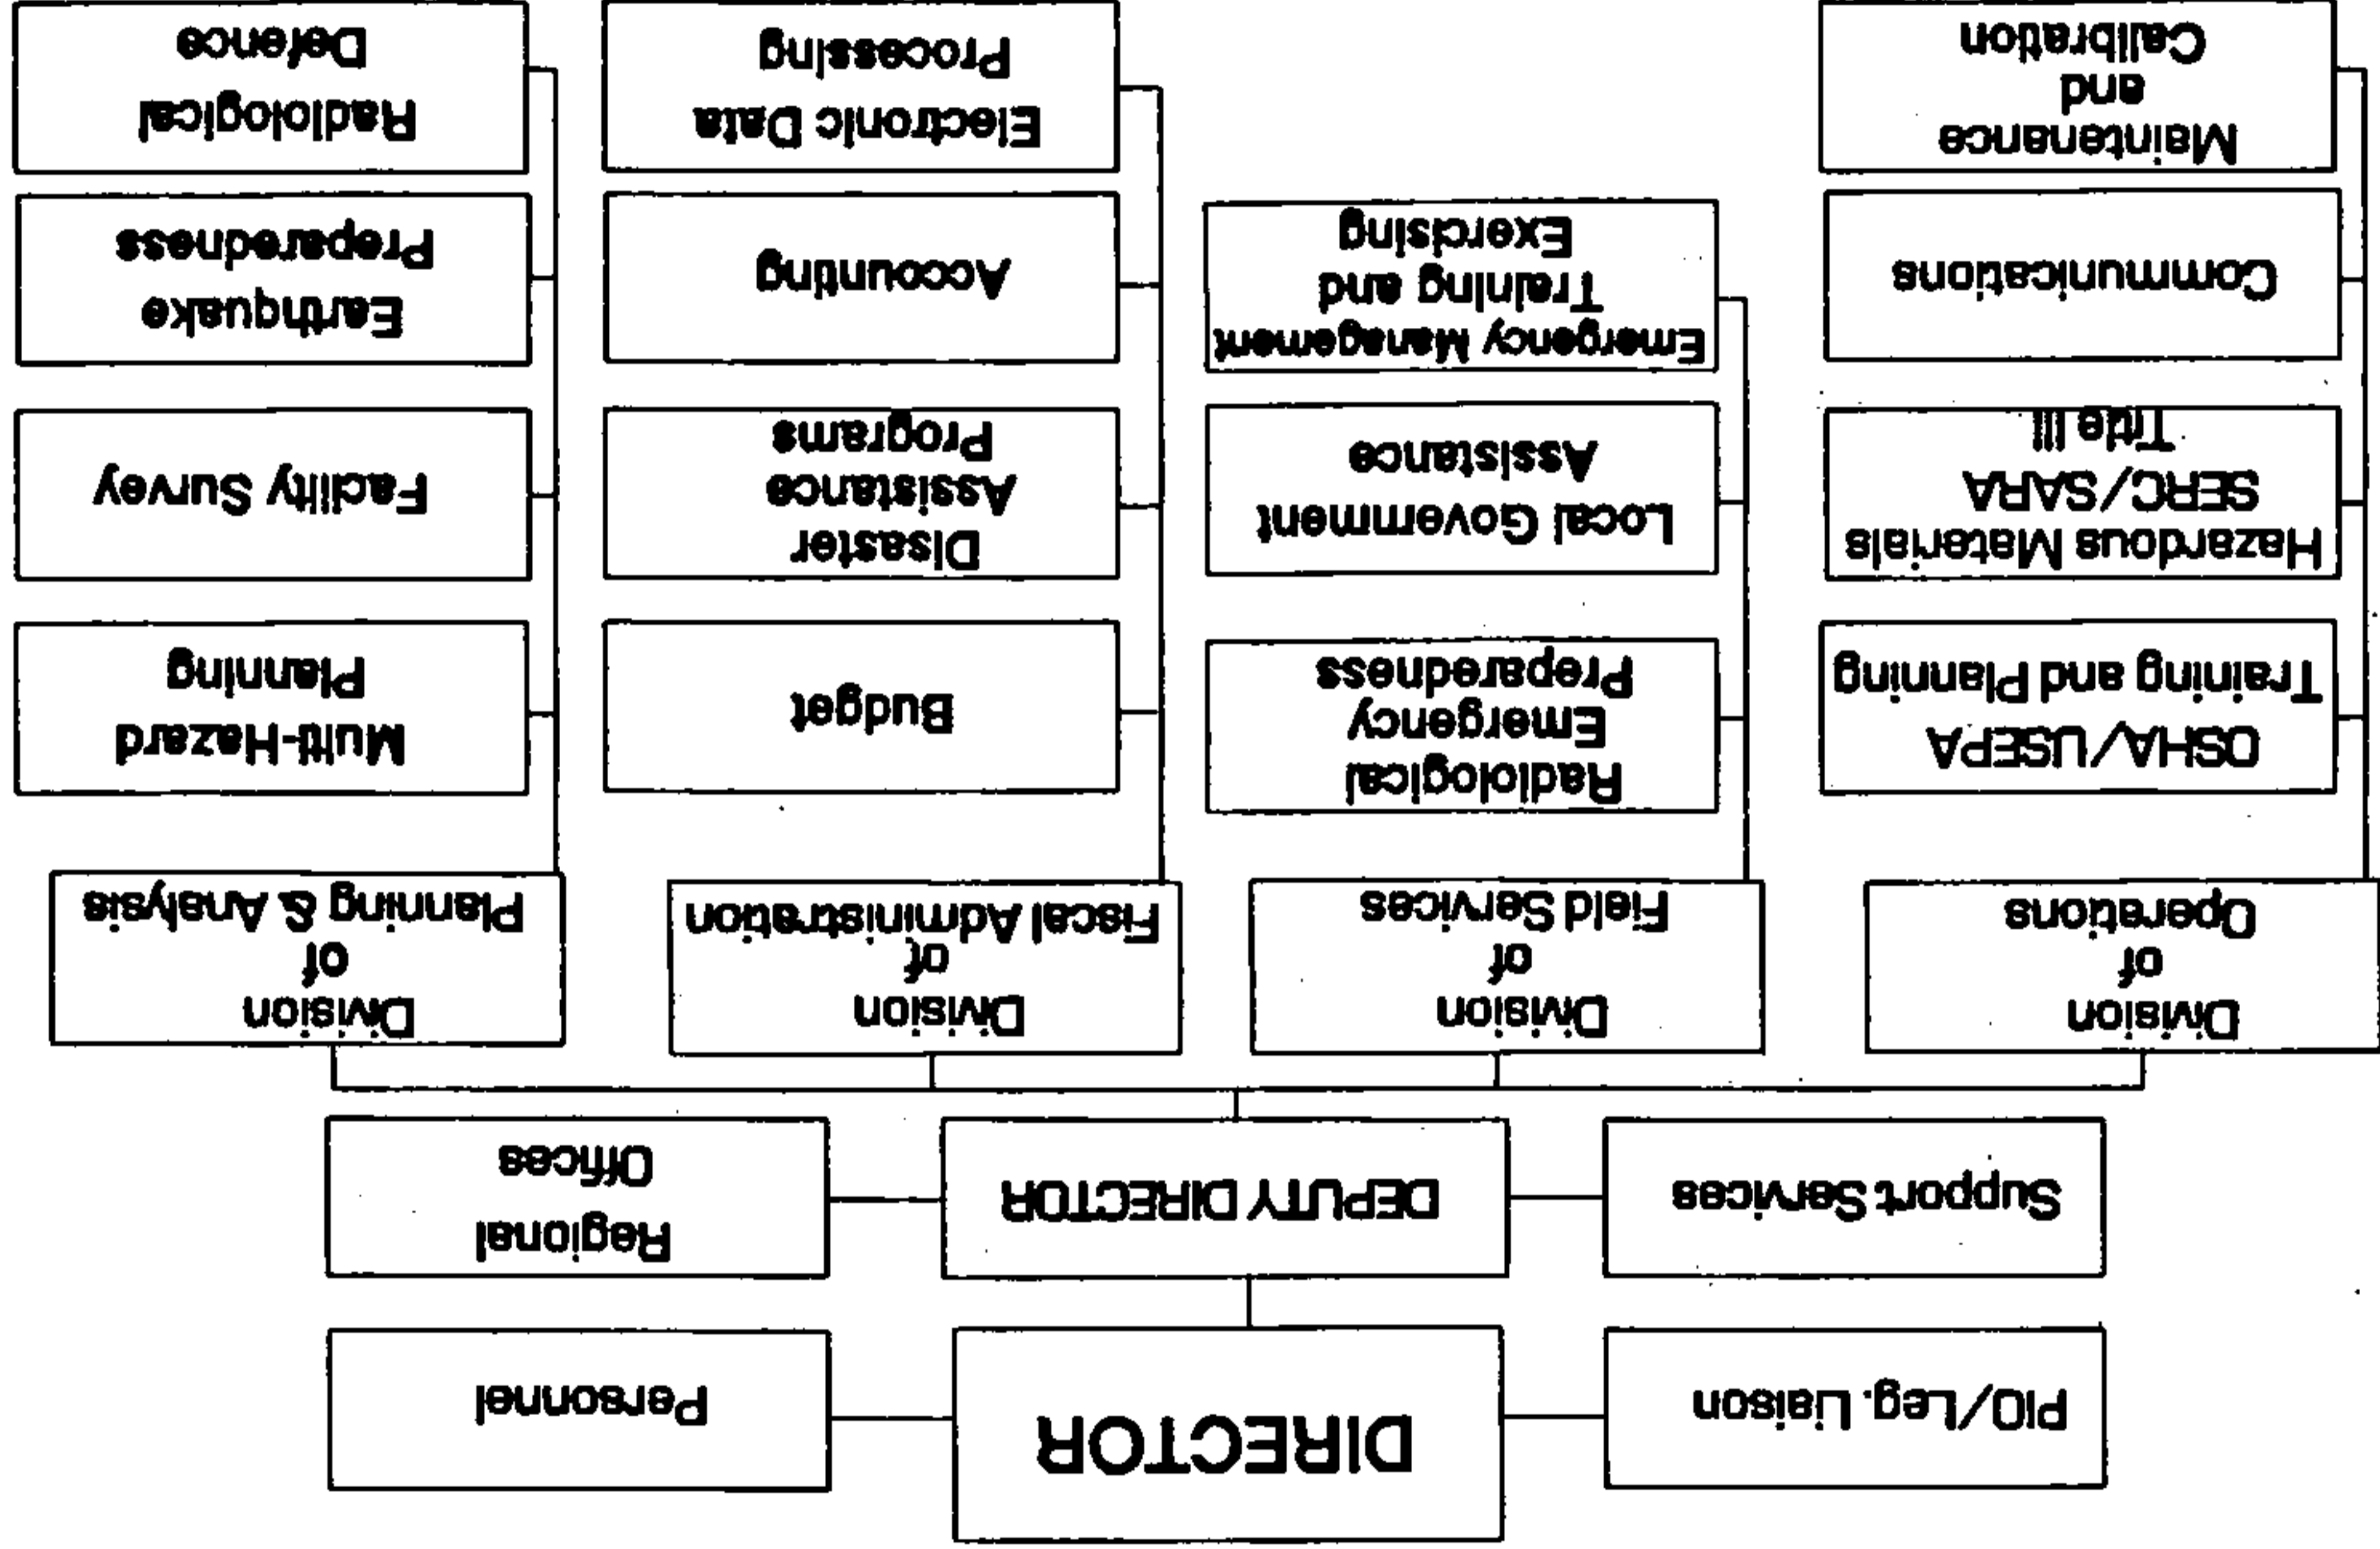 PIO/Leg. Liaison
DIRECTOR
Personnel
Support Services
DEPUTY DIRECTOR
Regional
Offices
Division
of
Operations
Division
of
Field Services
Division
of
Fiscal Administration
Division
of
Planning & Analysis
OSHA/USEPA
Training and Planning
Hazardous Materials
SERC/SARA
Title III
Communications
Maintenance
and
Calibration
Radiological
Emergency
Preparedness
Local Government
Assistance
Emergency Management
Training and
Exercising
Budget
Disaster
Assistance
Programs
Accounting
Electronic Data
Processing
Multi-Hazard
Planning
Facility Survey
Earthquake
Preparedness
Radiological
Defence